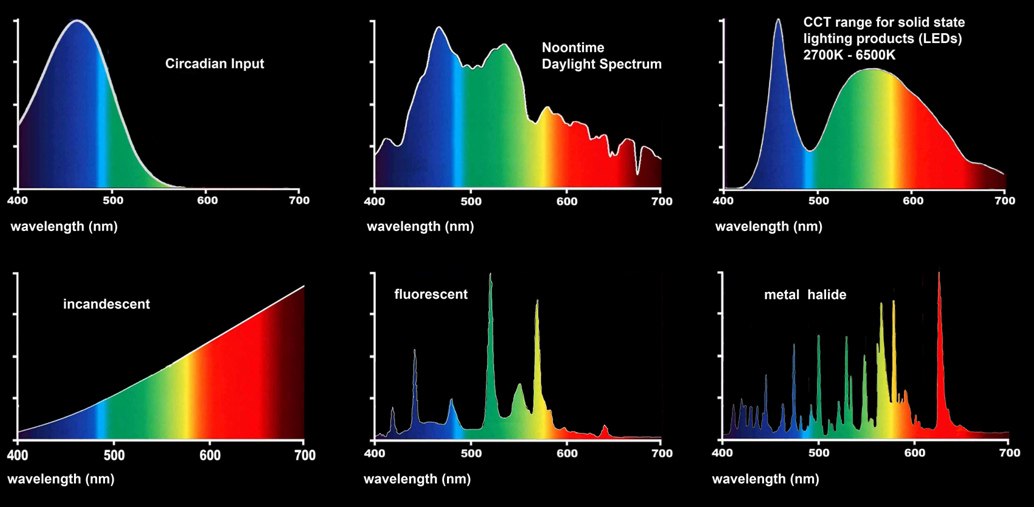 Circadian Input
400 500 600 700
wavelength (nm)
Noontime
Daylight Spectrum
400 500 600 700
wavelength (nm)
CCT range for solid state
lighting products (LEDs)
2700K - 6500K
400 500 600 700
wavelength (nm)
incandescent
400 500 600 700
wavelength (nm)
fluorescent
400 500 600 700
wavelength (nm)
metal halide
400 500 600 700
wavelength (nm)